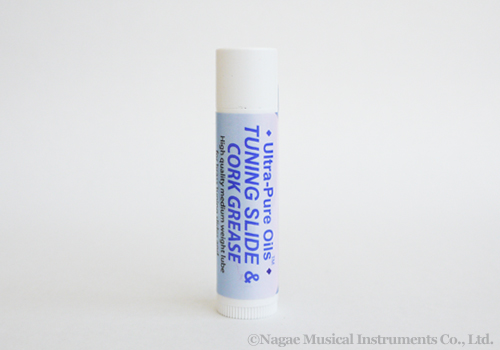 ◆ Ultra-Pure Oils™ ◆
TUNING SLIDE &
CORK GREASE
High quality medium weight lube
©Nagae Musical Instruments Co., Ltd.